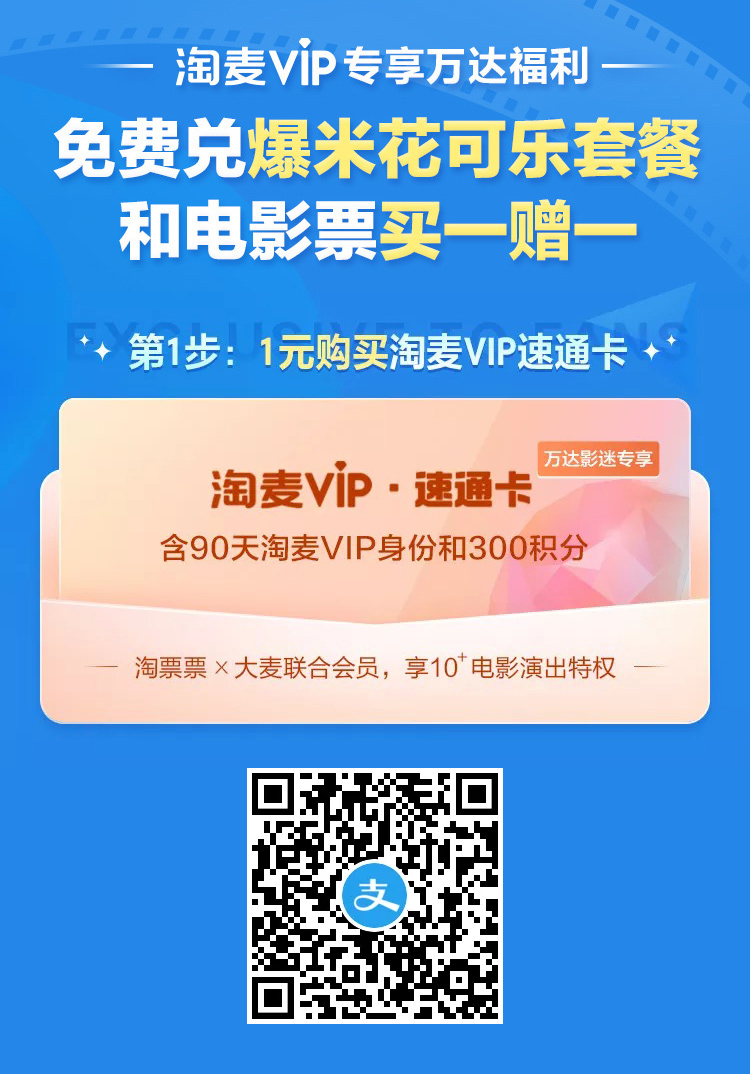 淘麦VIP专享万达福利
免费兑爆米花可乐套餐
和电影票买一赠一
EXCLUSIVE TO FANS
第1步：1元购买淘麦VIP速通卡
万达影迷专享
淘麦VIP·速通卡
含90天淘麦VIP身份和300积分
淘票票×大麦联合会员，享10+电影演出特权
支